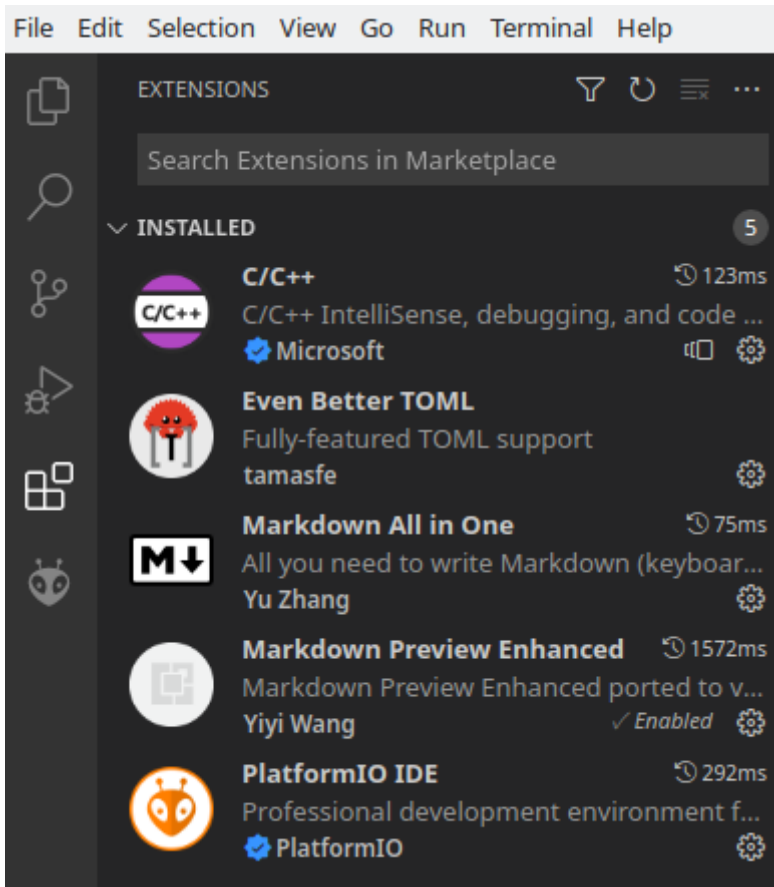 File Edit Selection View Go Run Terminal Help
EXTENSIONS
Search Extensions in Marketplace
INSTALLED 5
C/C++ 123ms
C/C++ C/C++ IntelliSense, debugging, and code ...
Microsoft
Even Better TOML
T Fully-featured TOML support
tamasfe
Markdown All in One 75ms
M All you need to write Markdown (keyboar...
Yu Zhang
Markdown Preview Enhanced 1572ms
Markdown Preview Enhanced ported to v...
Yiyi Wang ✓ Enabled
PlatformIO IDE 292ms
Professional development environment f...
PlatformIO